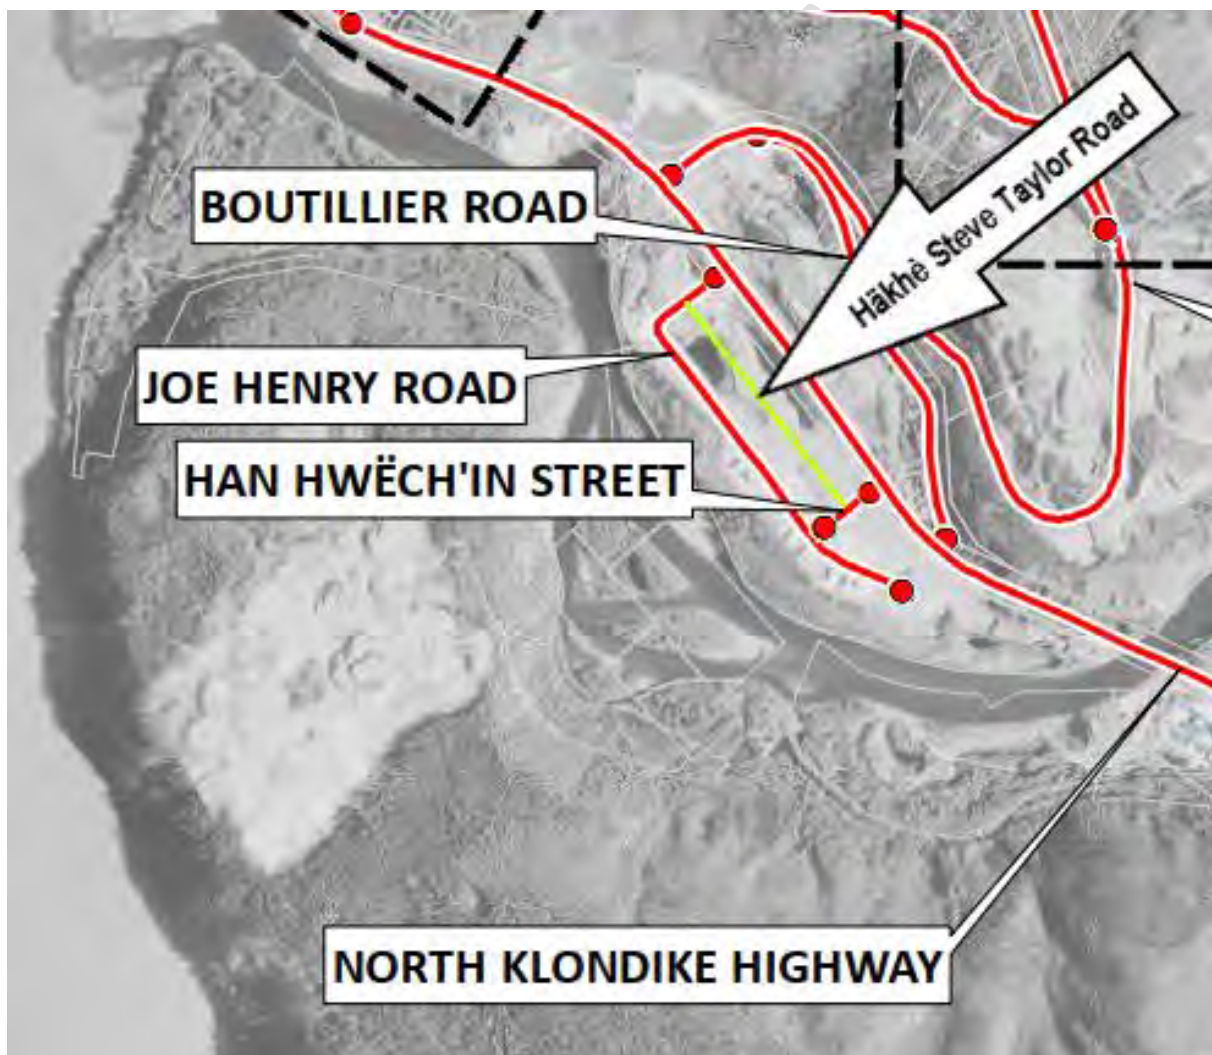 BOUTILLIER ROAD
Häkhè Steve Taylor Road
JOE HENRY ROAD
HAN HWËCH'IN STREET
NORTH KLONDIKE HIGHWAY